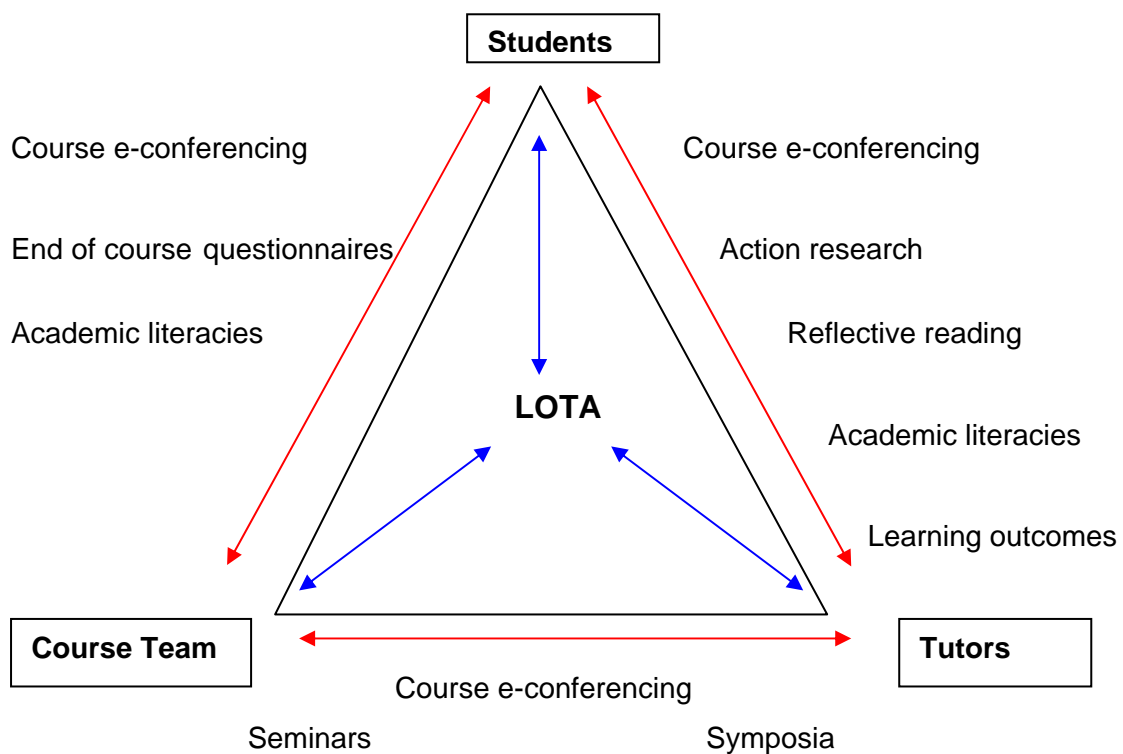 Students
Course e-conferencing
Course e-conferencing
End of course questionnaires
Action research
Academic literacies
Reflective reading
LOTA
Academic literacies
Learning outcomes
Course Team
Tutors
Course e-conferencing
Seminars
Symposia